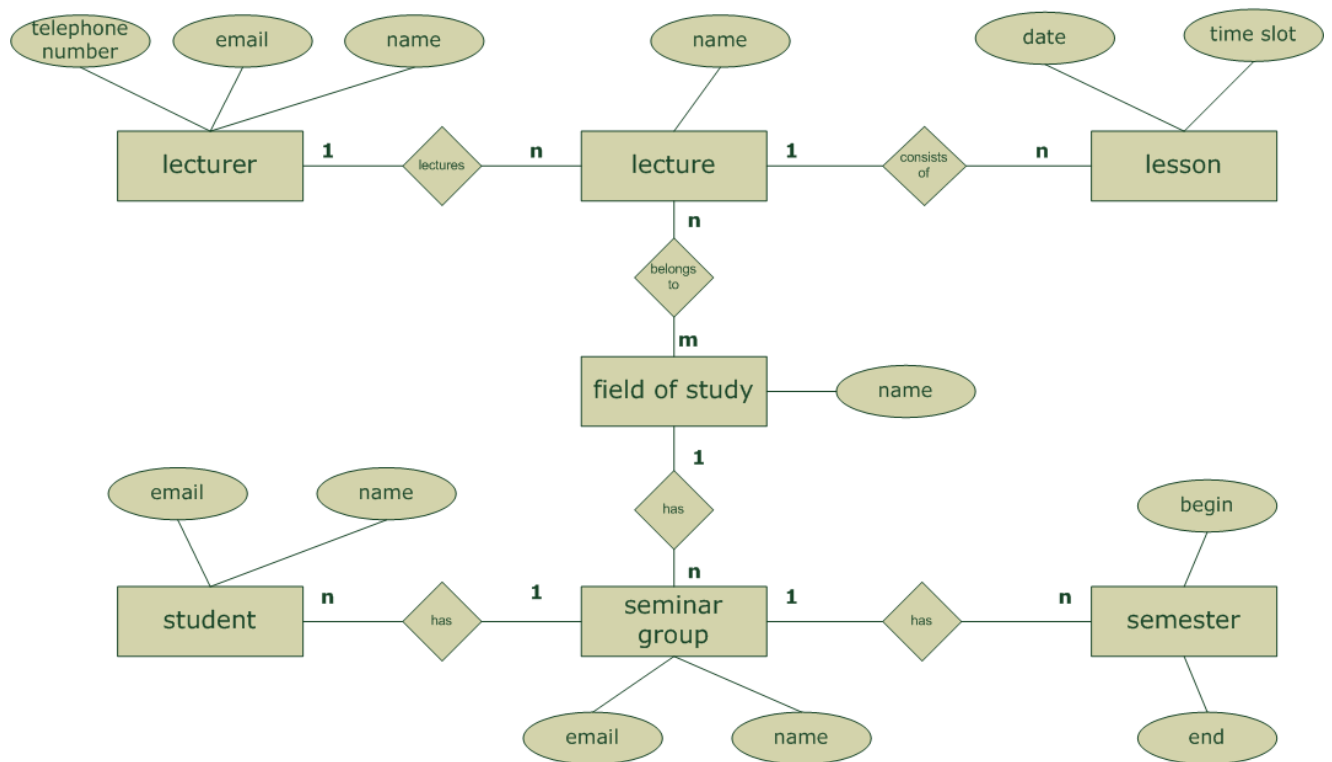 telephone
number
email
name
name
date
time slot
lecturer
1
lectures
n
lecture
1
consists
of
n
lesson
n
belongs
to
m
field of study
name
1
email
name
has
begin
n
student
n
has
1
seminar
group
1
has
n
semester
email
name
end